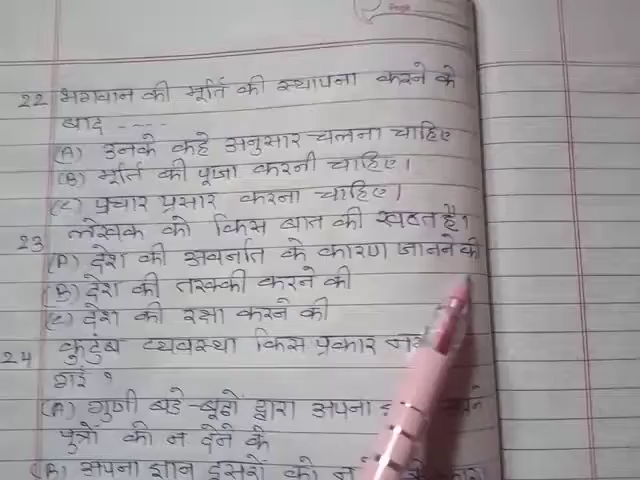 22 भगवान की मूर्ति की स्थापना करने के
बाद ----
(A) उनके कहे अनुसार चलना चाहिए
(B) मूर्ति की पूजा करनी चाहिए।
(C) प्रचार प्रसार करना चाहिए।
23 लेखक को किस बात की है।
(A) देश की अवनति के कारण जानने की
(B) देश की तरक्की करने की
(C) देश की रक्षा करने की
24 कुटुंब व्यवस्था किस प्रकार
हुई ?
(A) गुणी बडे-बूढो द्वारा अपना
पुत्रों को न देने के
(B) अपना ज्ञान दूसरों को